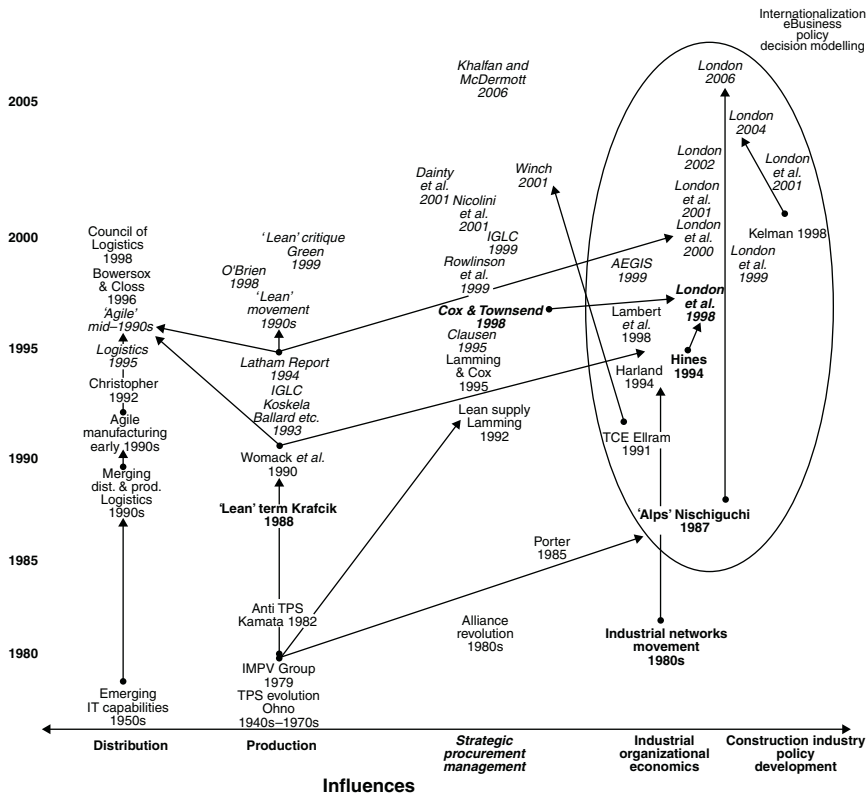 Internationalization
eBusiness
policy
decision modelling
2005
2000
1995
1990
1985
1980
Council of
Logistics
1998
Bowersox
& Closs
1996
'Agile'
mid–1990s
Logistics
1995
Christopher
1992
Agile
manufacturing
early 1990s
Merging
dist. & prod.
Logistics
1990s
Emerging
IT capabilities
1950s
'Lean' critique
Green
1999
O'Brien
1998
'Lean'
movement
1990s
Latham Report
1994
IGLC
Koskela
Ballard etc.
1993
Womack et al.
1990
'Lean' term Krafcik
1988
Anti TPS
Kamata 1982
IMPV Group
1979
TPS evolution
Ohno
1940s–1970s
Khalfan and
McDermott
2006
Dainty
et al.
2001
Nicolini
et al.
2001
IGLC
1999
Rowlinson
et al.
1999
Cox & Townsend
1998
Clausen
1995
Lamming
& Cox
1995
Lean supply
Lamming
1992
Winch
2001
Porter
1985
Alliance
revolution
1980s
London
2006
London
2004
London
2002
London
et al.
2001
London
et al.
2001
Kelman 1998
London
et al.
2000
London
et al.
1999
AEGIS
1999
London
et al.
1998
Lambert
et al.
1998
Hines
1994
Harland
1994
TCE Ellram
1991
'Alps' Nischiguchi
1987
Industrial networks
movement
1980s
Distribution
Production
Strategic
procurement
management
Industrial
organizational
economics
Construction industry
policy
development
Influences